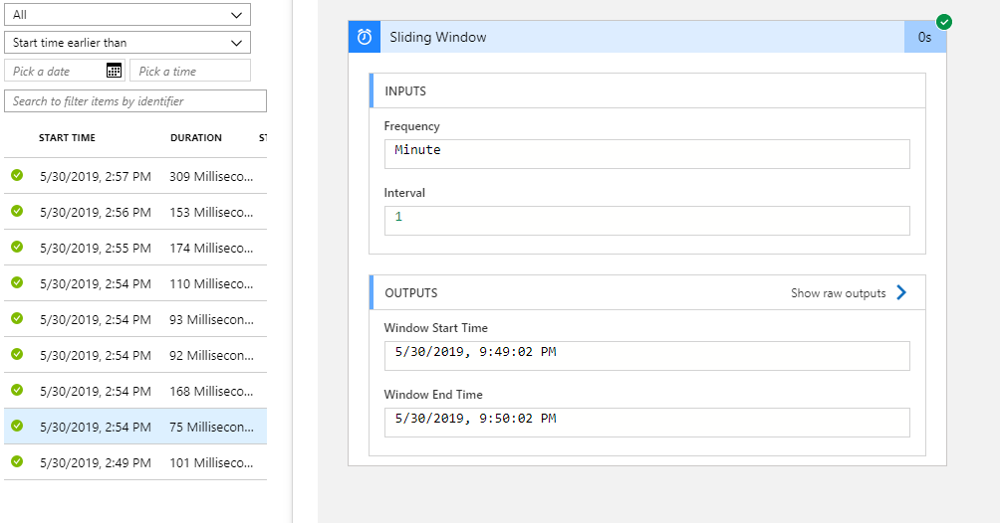 All
Start time earlier than
Pick a date
Pick a time
Search to filter items by identifier
START TIME DURATION ST
5/30/2019, 2:57 PM 309 Milliseco...
5/30/2019, 2:56 PM 153 Milliseco...
5/30/2019, 2:55 PM 174 Milliseco...
5/30/2019, 2:54 PM 110 Milliseco...
5/30/2019, 2:54 PM 93 Millisecon...
5/30/2019, 2:54 PM 92 Millisecon...
5/30/2019, 2:54 PM 168 Milliseco...
5/30/2019, 2:54 PM 75 Millisecon...
5/30/2019, 2:49 PM 101 Milliseco...
Sliding Window 0s
INPUTS
Frequency
Minute
Interval
1
OUTPUTS Show raw outputs
Window Start Time
5/30/2019, 9:49:02 PM
Window End Time
5/30/2019, 9:50:02 PM